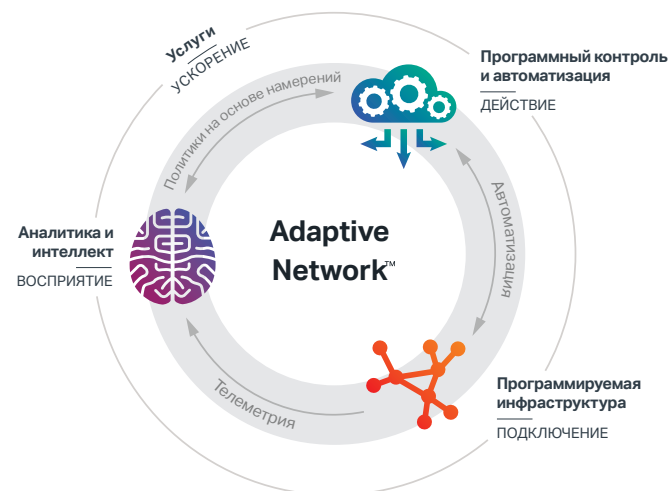 Услуги
УСКОРЕНИЕ
Программный контроль
и автоматизация
ДЕЙСТВИЕ
Политики на основе намерений
Автоматизация
Аналитика и
интеллект
ВОСПРИЯТИЕ
Adaptive
Network™
Телеметрия
Программируемая
инфраструктура
ПОДКЛЮЧЕНИЕ